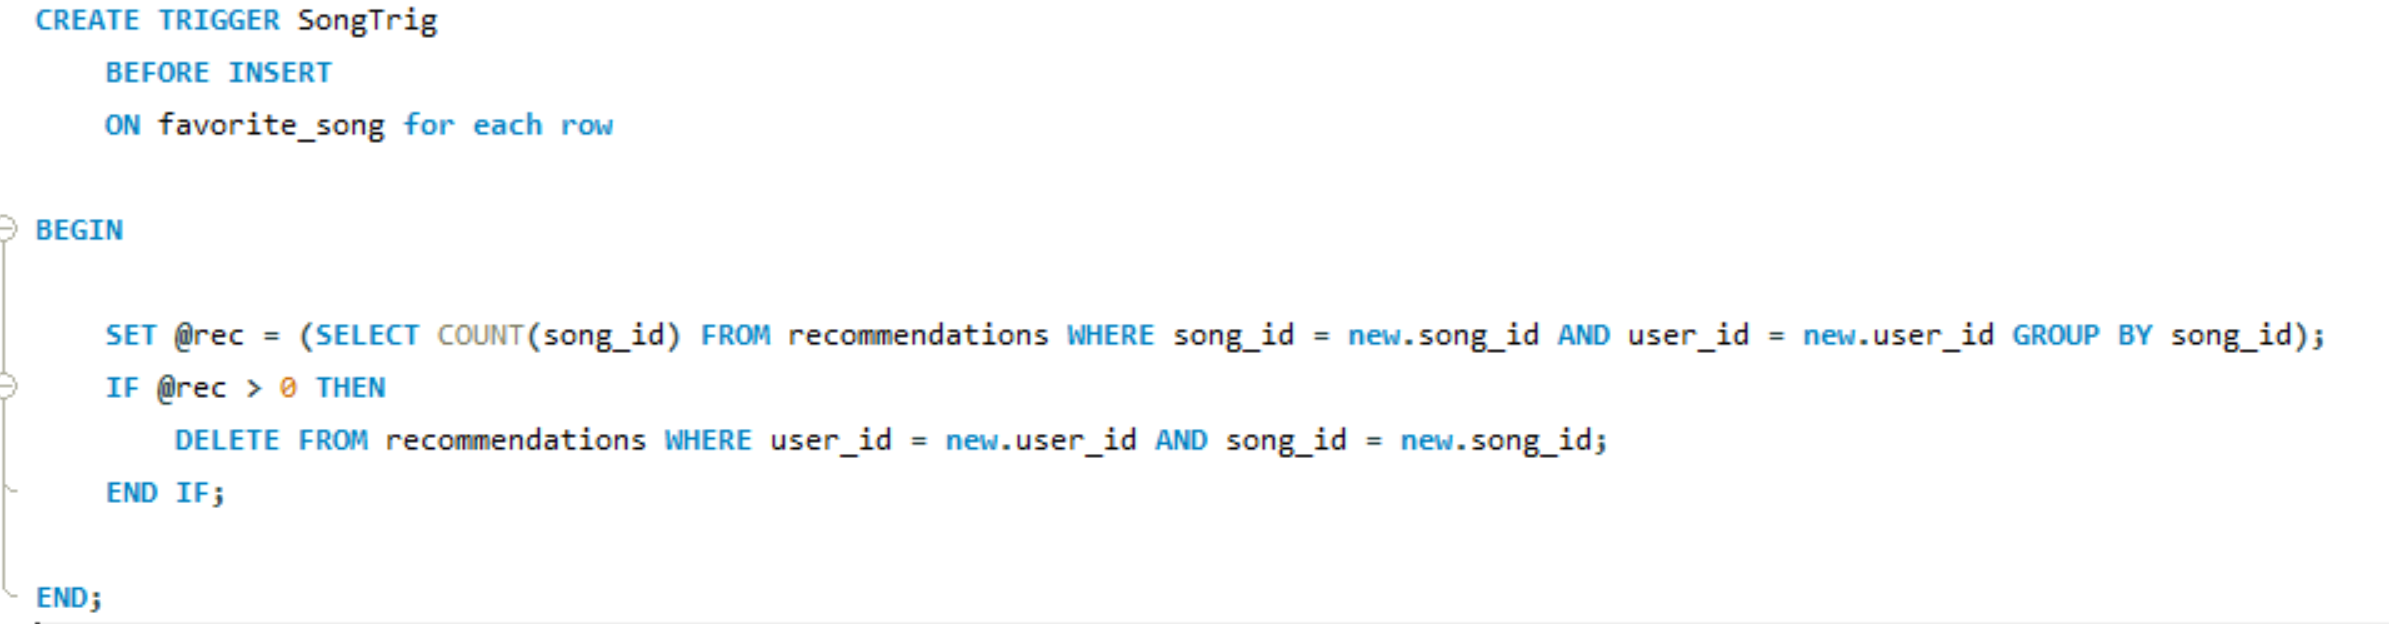 CREATE TRIGGER SongTrig
BEFORE INSERT
ON favorite_song for each row
BEGIN
SET @rec = (SELECT COUNT(song_id) FROM recommendations WHERE song_id = new.song_id AND user_id = new.user_id GROUP BY song_id);
IF @rec > 0 THEN
DELETE FROM recommendations WHERE user_id = new.user_id AND song_id = new.song_id;
END IF;
END;